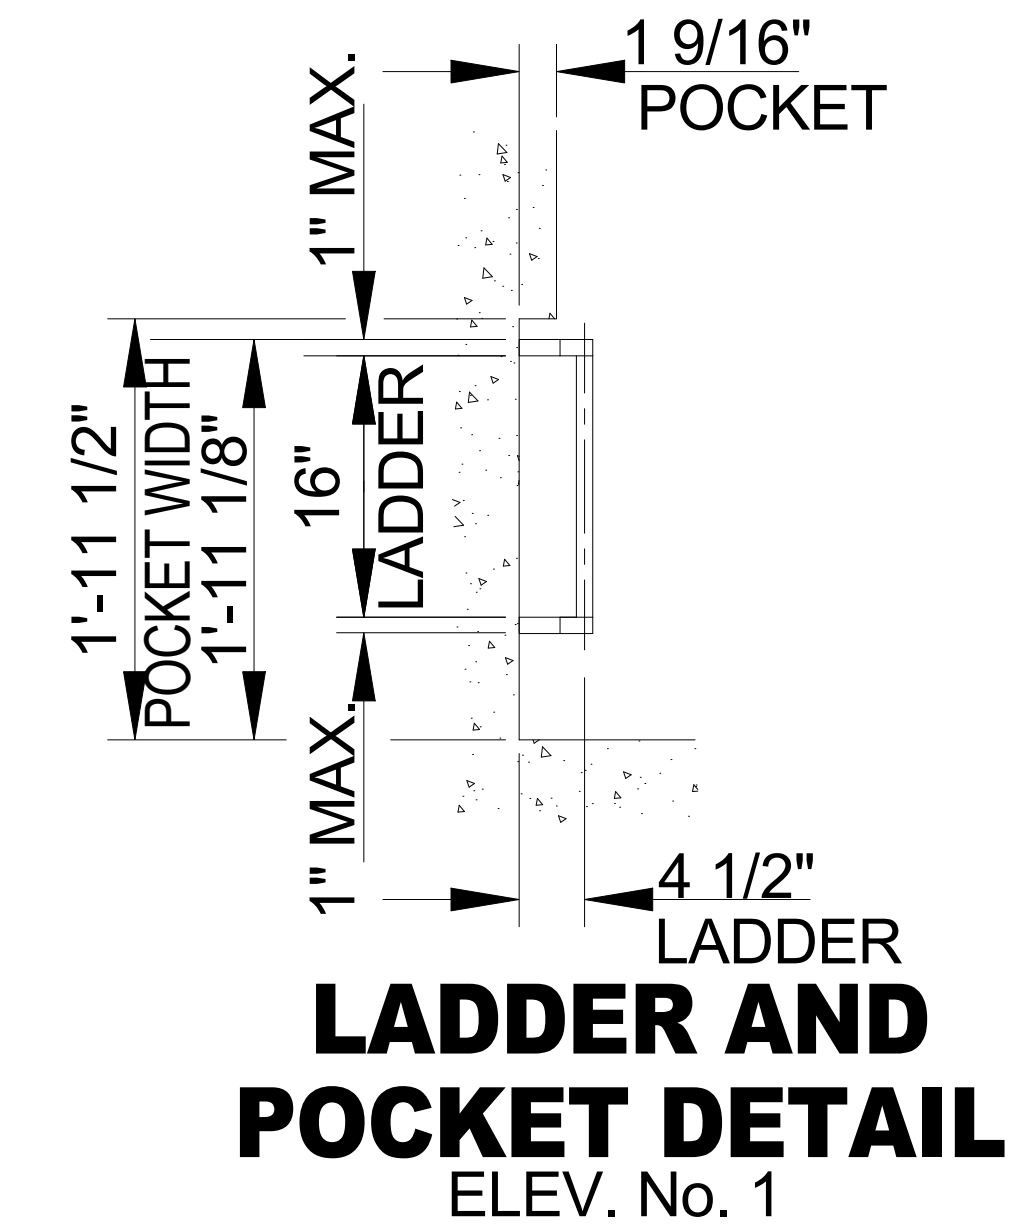 1 9/16"
POCKET
1" MAX.
1'-11 1/2"
POCKET WIDTH
1'-11 1/8"
16"
LADDER
1" MAX.
4 1/2"
LADDER
LADDER AND
POCKET DETAIL
ELEV. No. 1